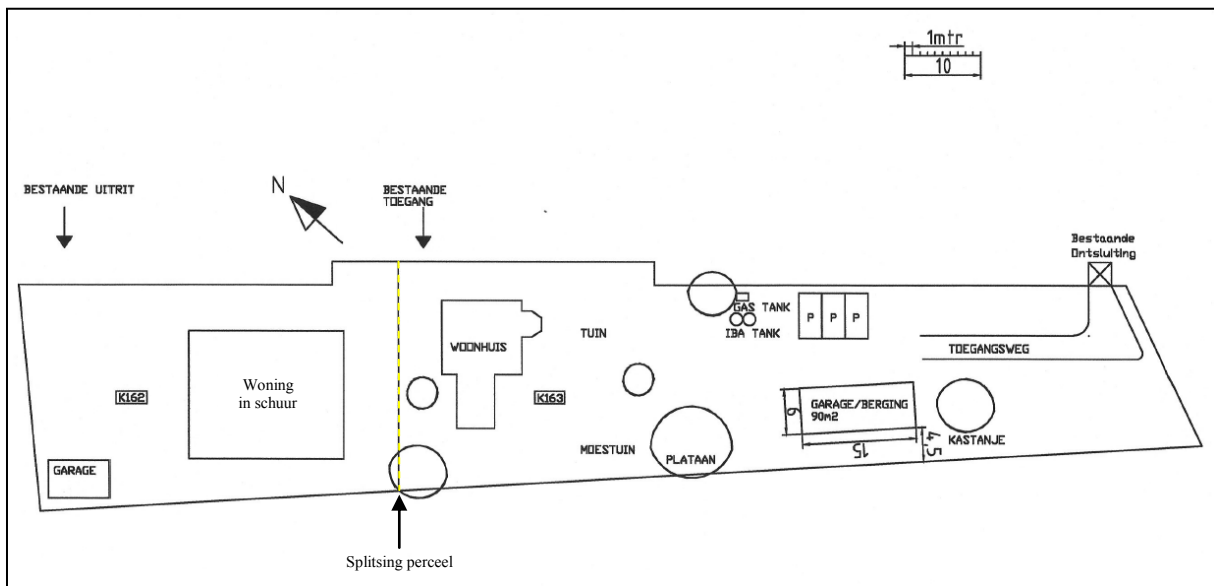 1mtr
10
N
BESTAANDE UITRIT
BESTAANDE
TOEGANG
Bestaande
Ontsluiting
GAS TANK
IBA TANK
P P P
TUIN
WOONHUIS
TOEGANGSWEG
Woning
in schuur
K162
K163
GARAGE/BERGING
90m2
6
15
4,5
KASTANJE
MOESTUIN
PLATAAN
GARAGE
Splitsing perceel